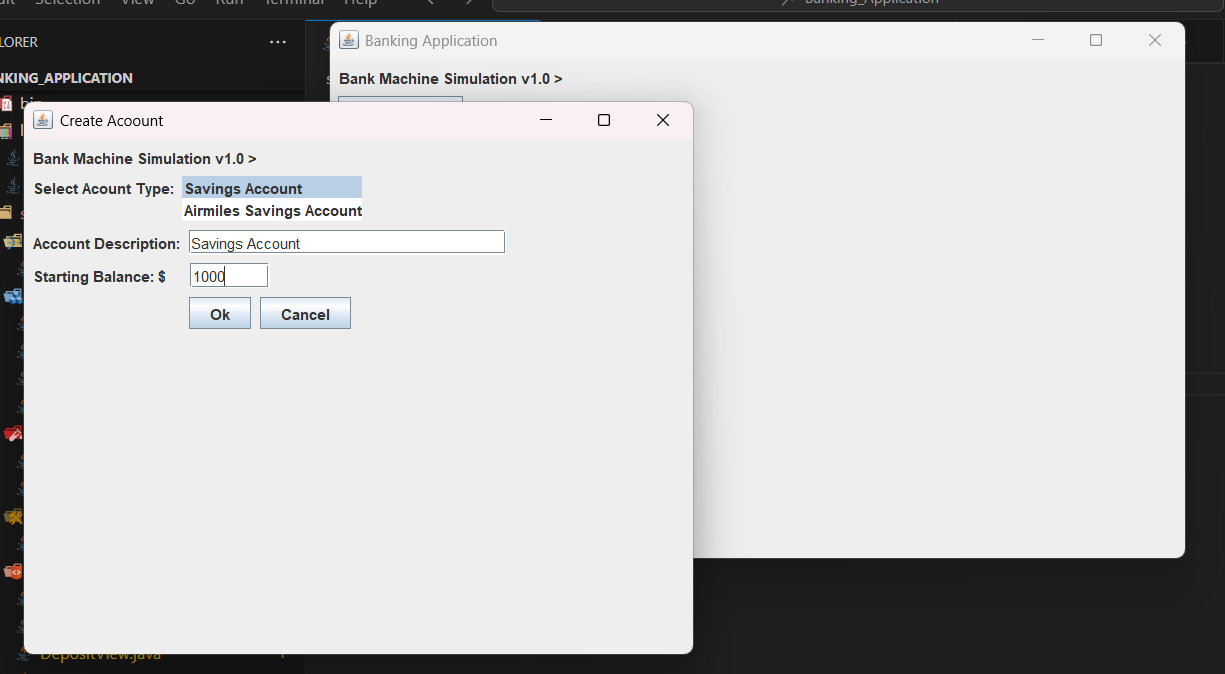 Selection View Go Run Terminal Help
Banking_Application
LORER
NKING_APPLICATION
Banking Application
Bank Machine Simulation v1.0 >
Create Acoount
Bank Machine Simulation v1.0 >
Select Acount Type: Savings Account
Airmiles Savings Account
Account Description: Savings Account
Starting Balance: $ 1000
Ok Cancel
DepositView.java